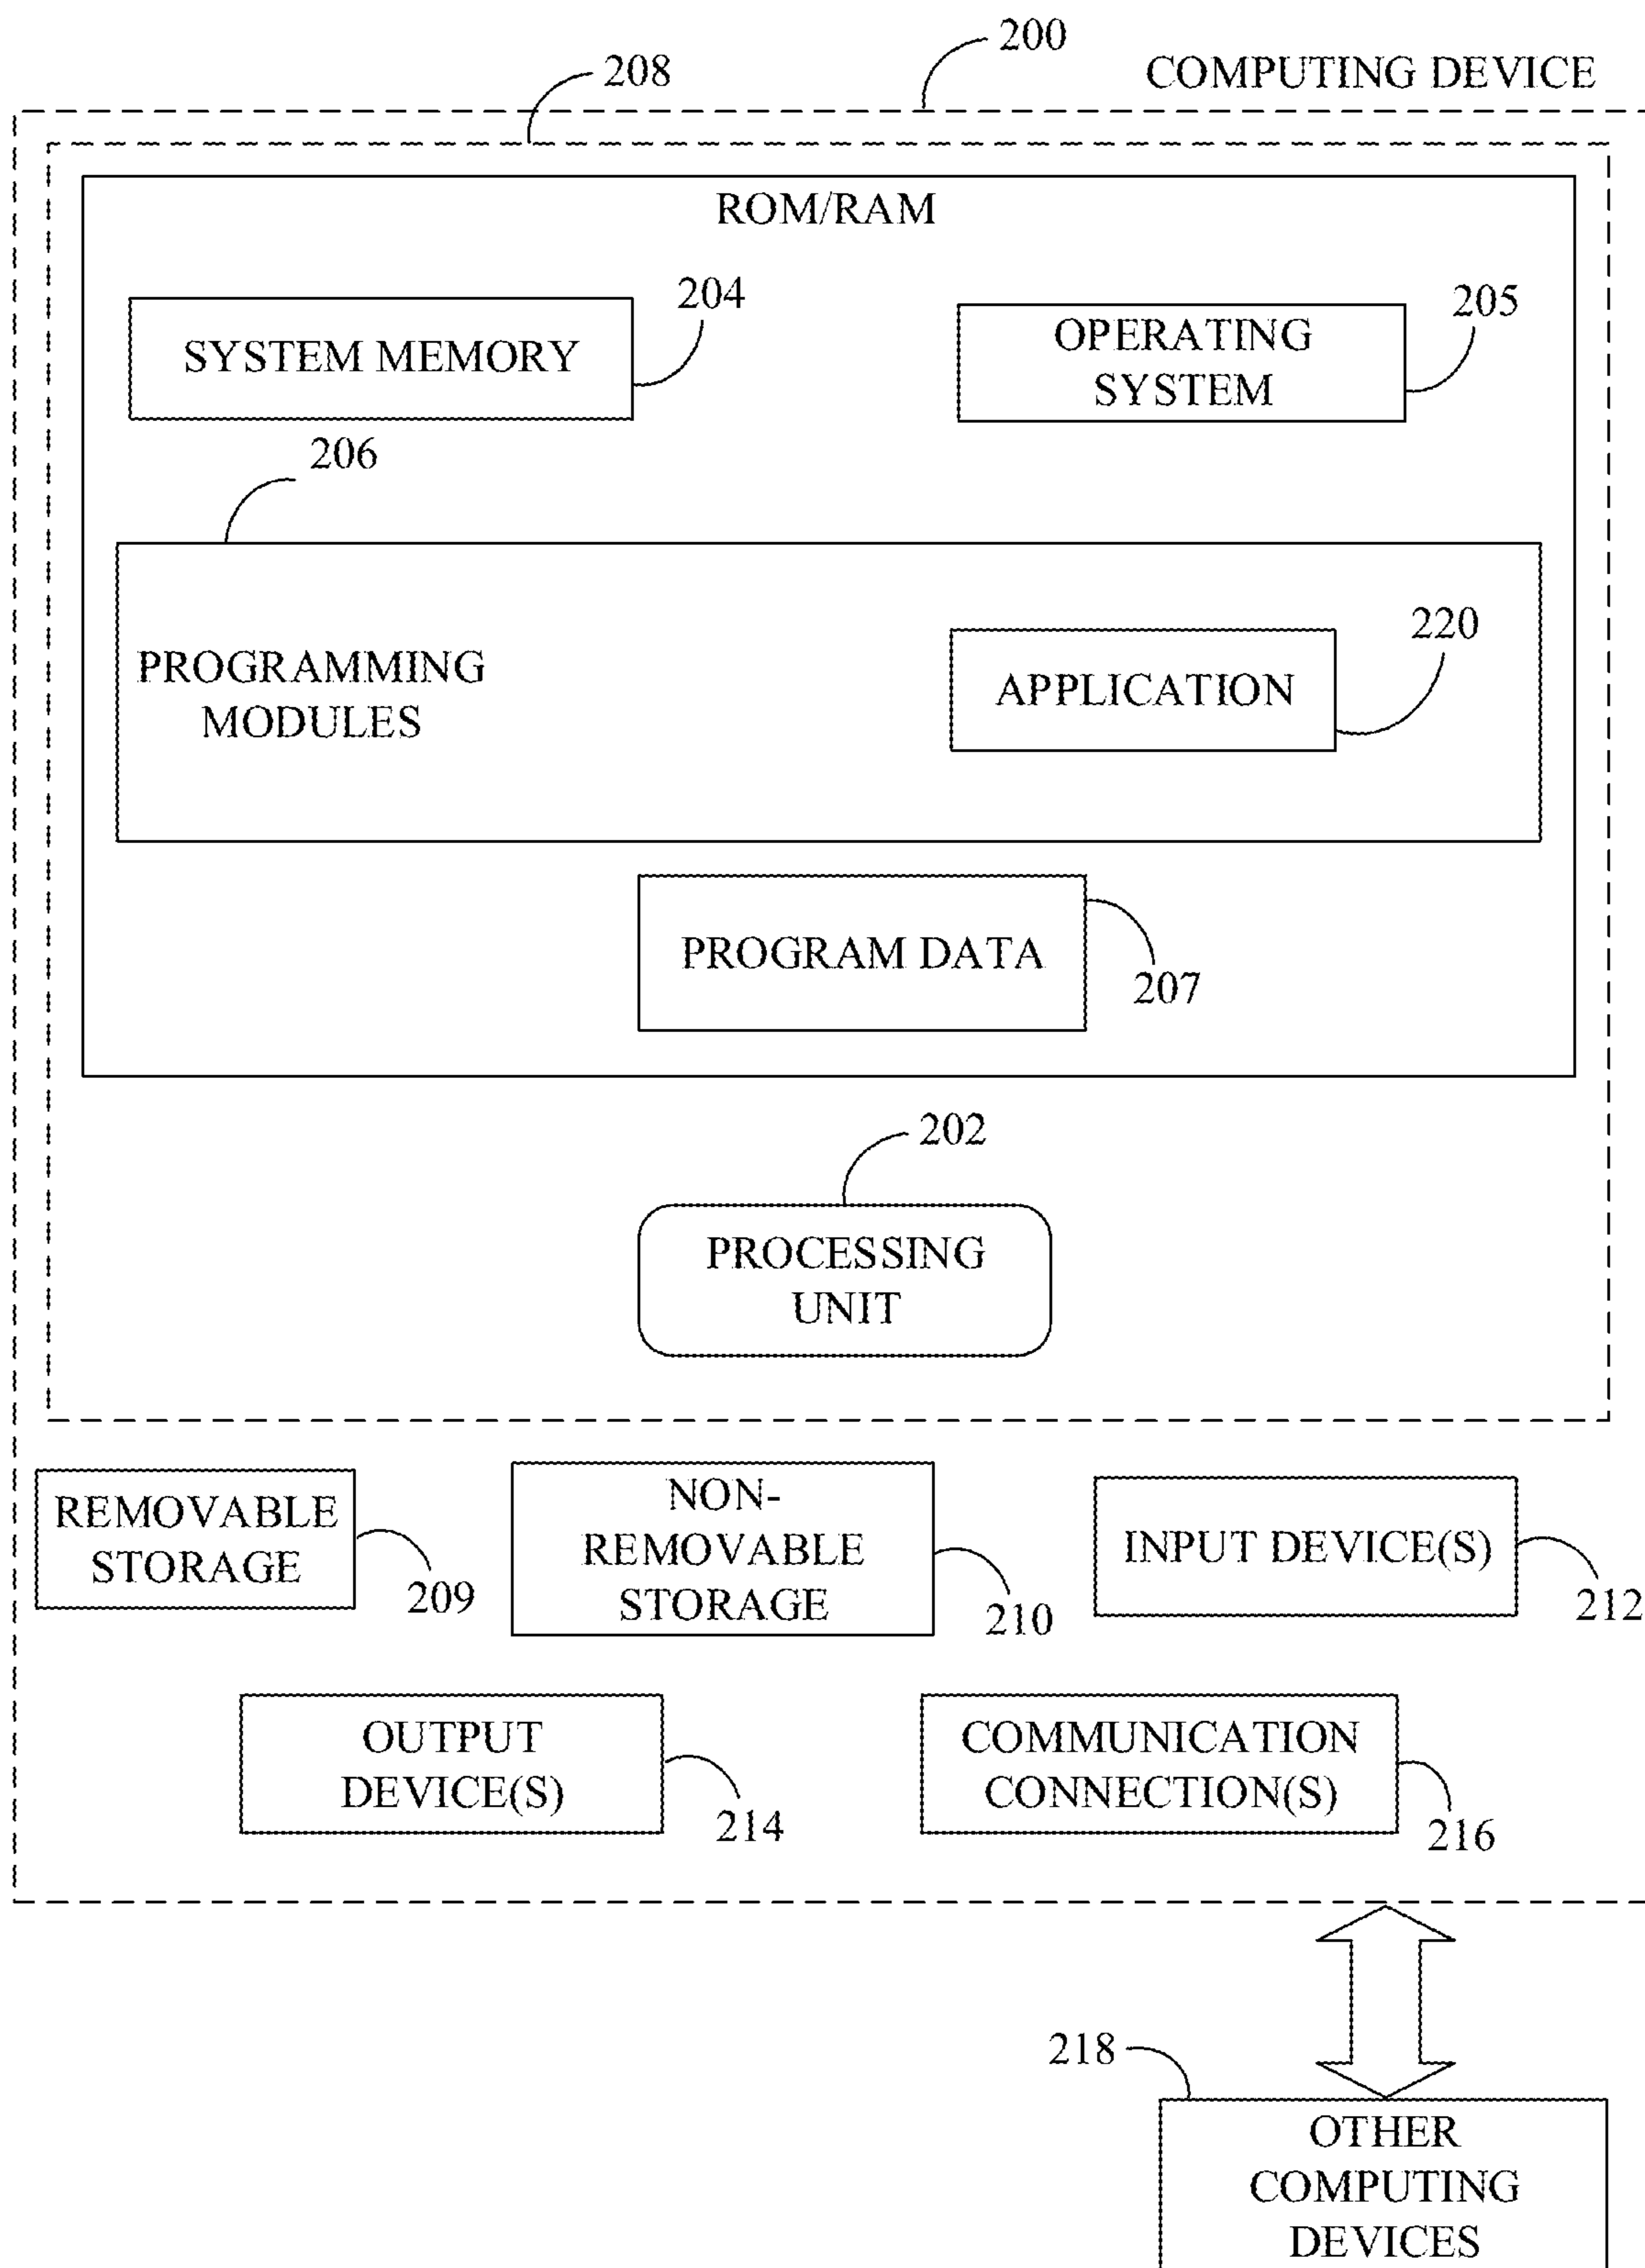 200
208
COMPUTING DEVICE
ROM/RAM
204
205
SYSTEM MEMORY
OPERATING
SYSTEM
206
220
PROGRAMMING
MODULES
APPLICATION
PROGRAM DATA
207
202
PROCESSING
UNIT
REMOVABLE
STORAGE
209
NON-
REMOVABLE
STORAGE
210
INPUT DEVICE(S)
212
OUTPUT
DEVICE(S)
214
COMMUNICATION
CONNECTION(S)
216
218
OTHER
COMPUTING
DEVICES